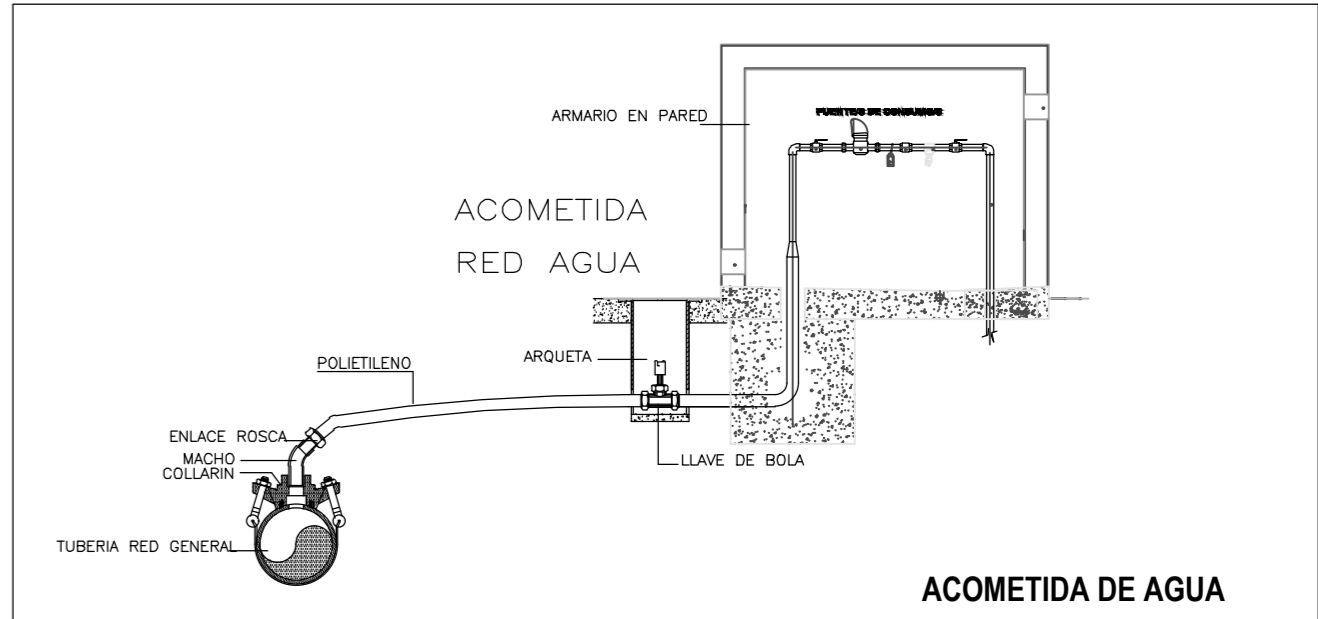 ARMARIO EN PARED
ACOMETIDA
RED AGUA
ARQUETA
POLIETILENO
ENLACE ROSCA
MACHO
COLLARIN
LLAVE DE BOLA
TUBERIA RED GENERAL
ACOMETIDA DE AGUA